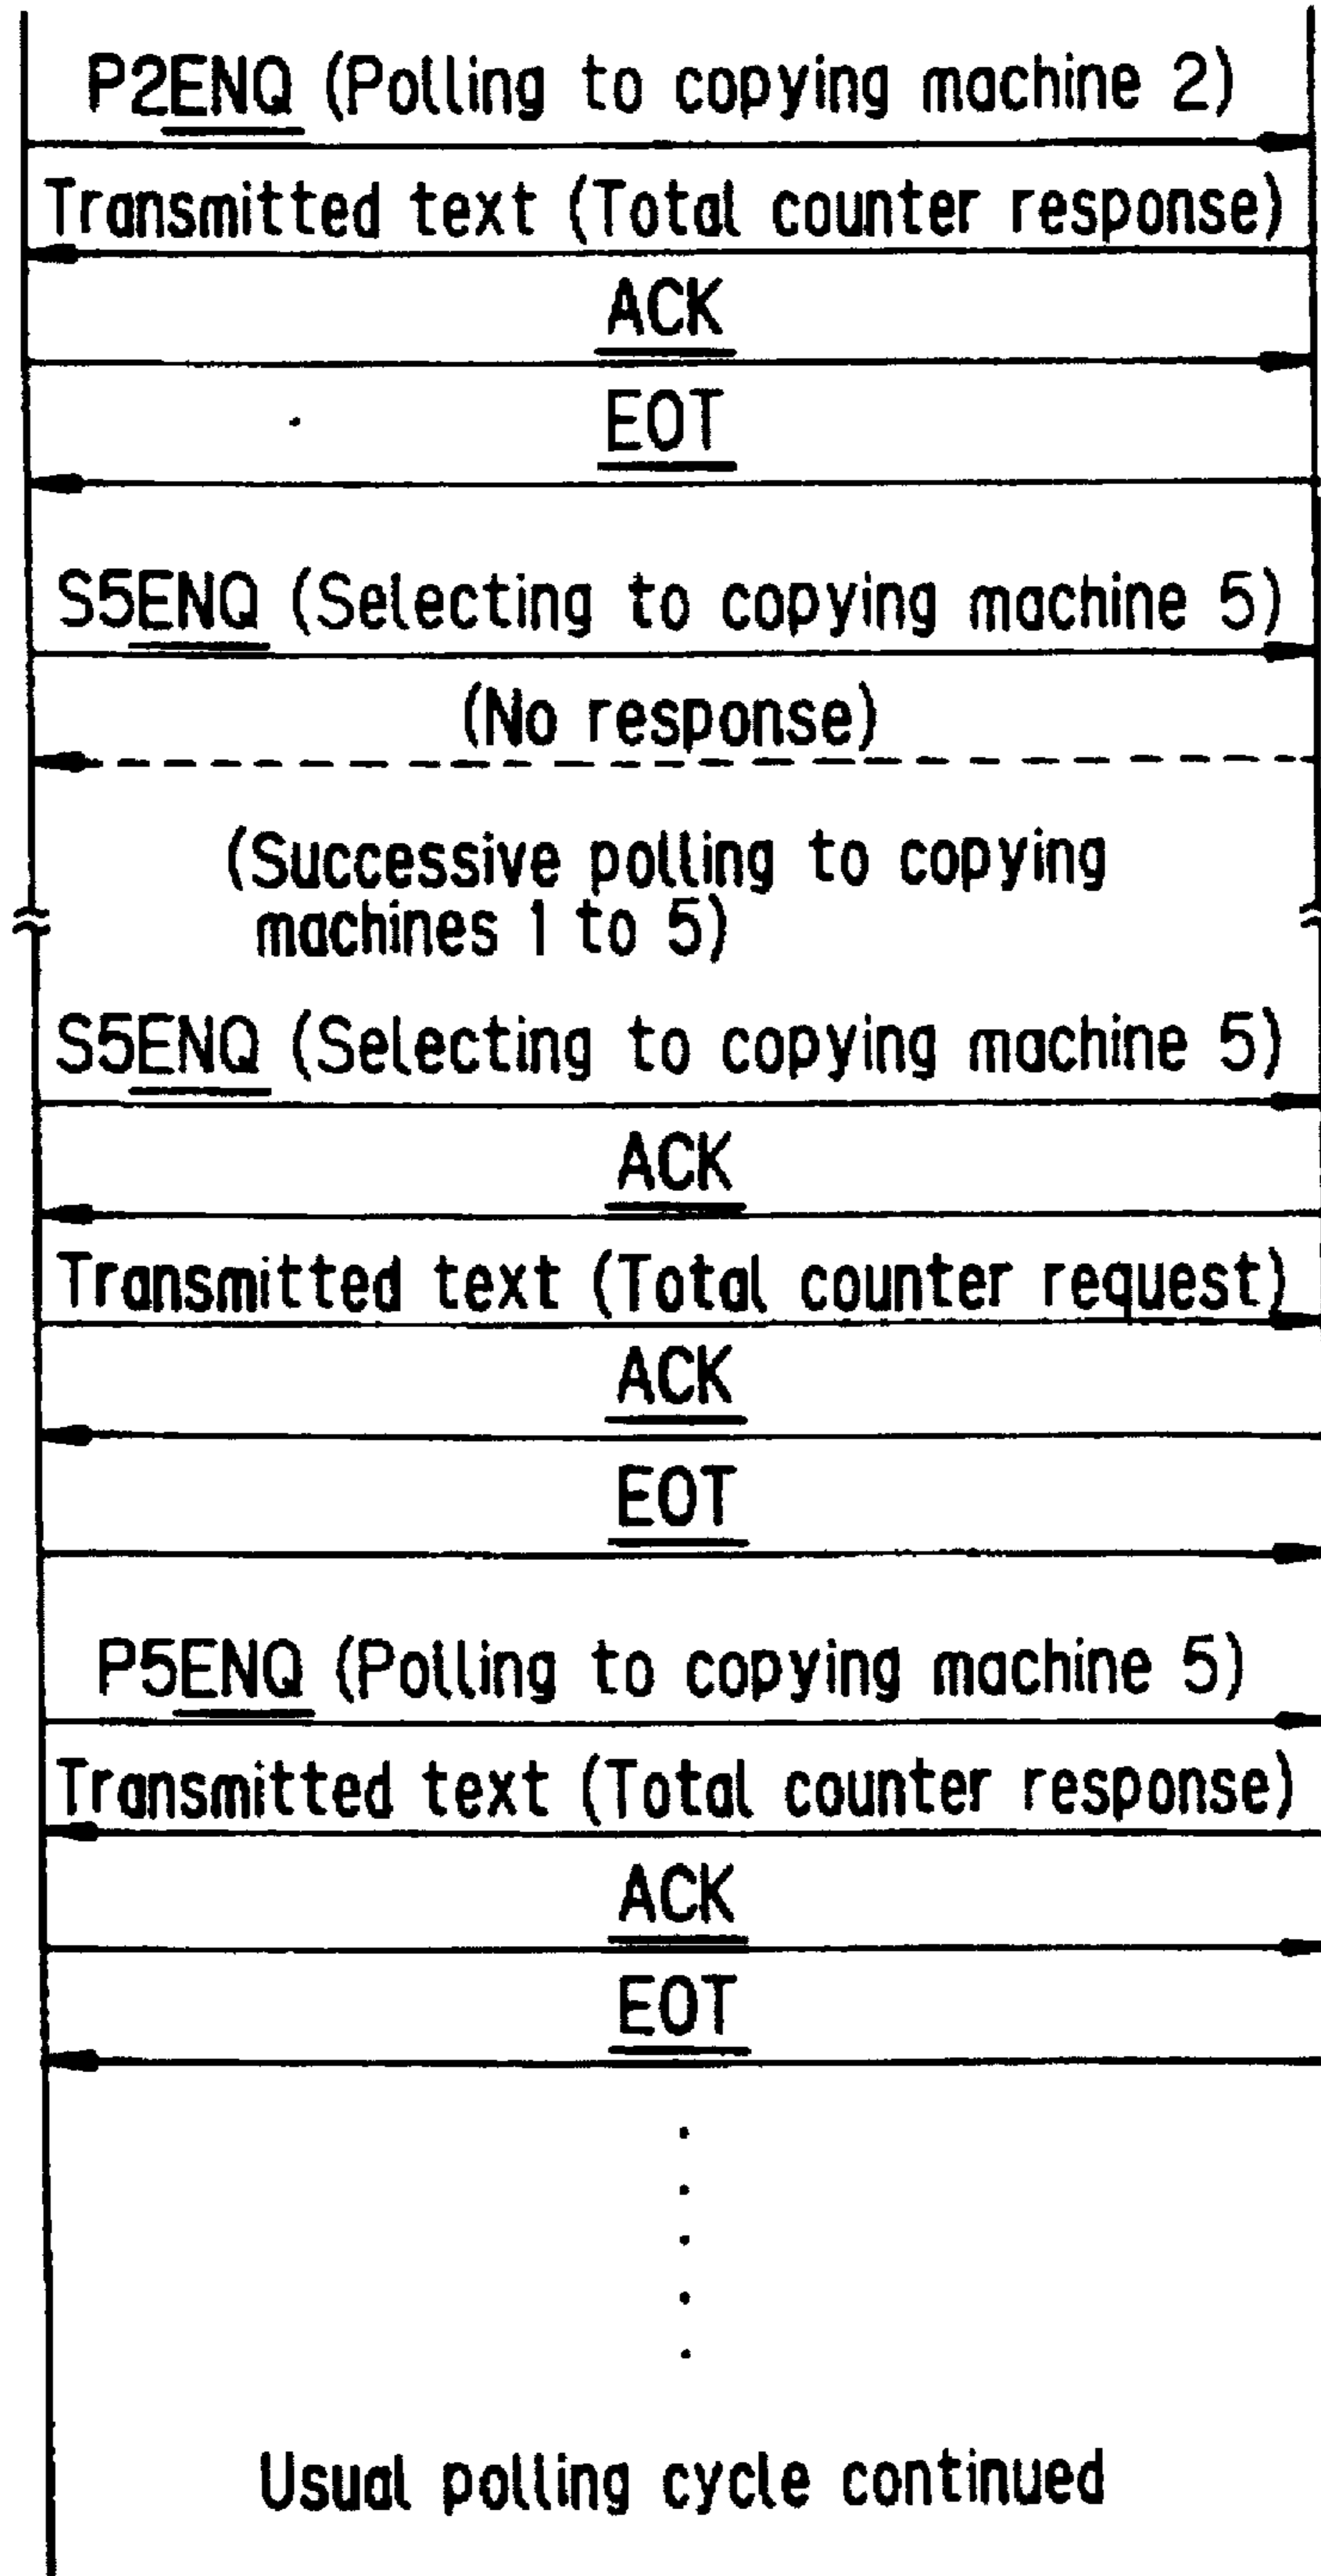 P2ENQ (Polling to copying machine 2)
Transmitted text (Total counter response)
ACK
EOT
S5ENQ (Selecting to copying machine 5)
(No response)
(Successive polling to copying
machines 1 to 5)
S5ENQ (Selecting to copying machine 5)
ACK
Transmitted text (Total counter request)
ACK
EOT
P5ENQ (Polling to copying machine 5)
Transmitted text (Total counter response)
ACK
EOT
Usual polling cycle continued